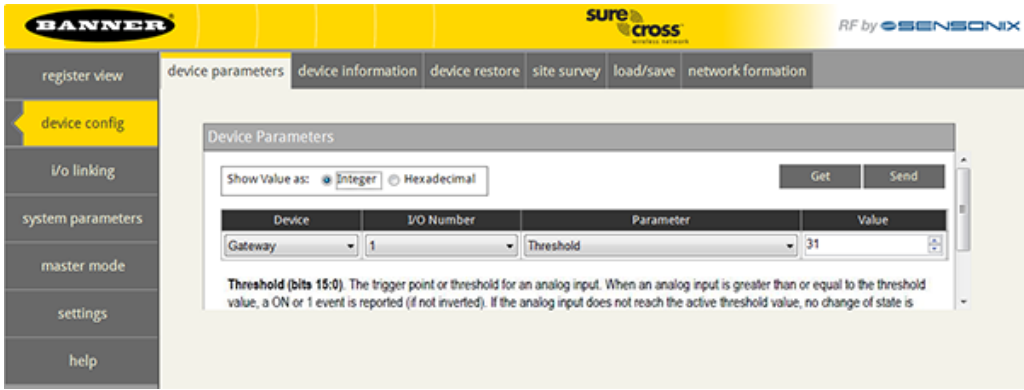 BANNER
sure cross
wireless network
RF by SENSONIX
register view
device config
i/o linking
system parameters
master mode
settings
help
device parameters device information device restore site survey load/save network formation
Device Parameters
Show Value as: Integer Hexadecimal
Get Send
Device I/O Number Parameter Value
Gateway 1 Threshold 31
Threshold (bits 15:0). The trigger point or threshold for an analog input. When an analog input is greater than or equal to the threshold
value, a ON or 1 event is reported (if not inverted). If the analog input does not reach the active threshold value, no change of state is